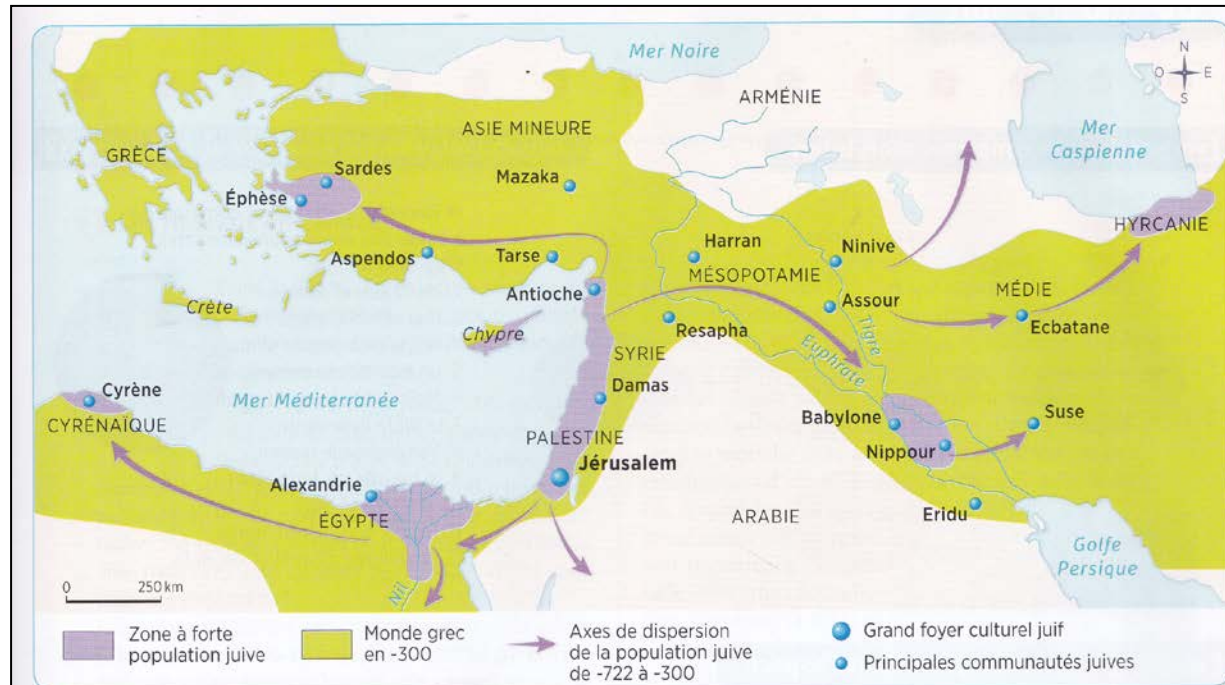 Mer Noire
N
O E
S
ARMÉNIE
ASIE MINEURE
Mer
Caspienne
GRÈCE
Sardes
Mazaka
Éphèse
HYRCANIE
Harran
Ninive
Aspendos
Tarse
MÉSOPOTAMIE
MÉDIE
Antioche
Assour
Crète
Ecbatane
Chypre
Resapha
Tigre
SYRIE
Euphrate
Cyrène
Damas
Mer Méditerranée
Babylone
Suse
CYRÉNAÏQUE
PALESTINE
Nippour
Jérusalem
Alexandrie
ÉGYPTE
ARABIE
Eridu
Golfe
Persique
0 250 km
Nil
Zone à forte
population juive
Monde grec
en -300
Axes de dispersion
de la population juive
de -722 à -300
Grand foyer culturel juif
Principales communautés juives